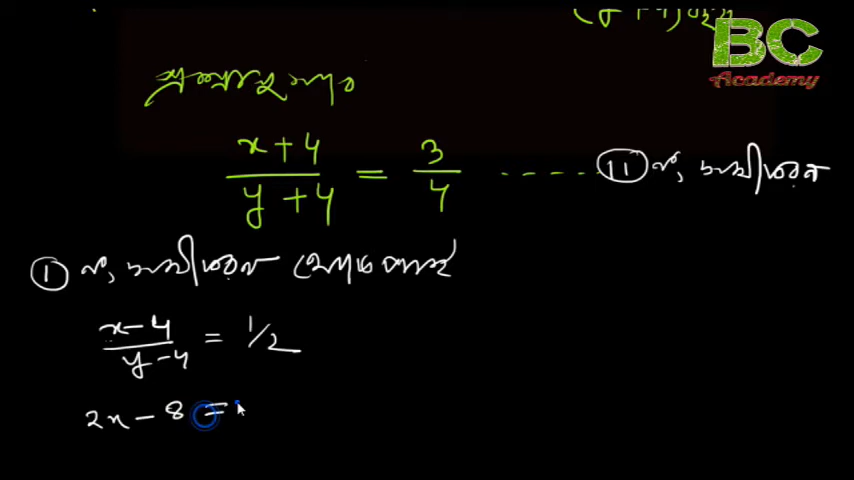 BC
Academy
প্রশ্নমতে,
x+4/y+4 = 3/4 ------ (11) নং সমীকরণ
(1) নং সমীকরণ থেকে পাই
x-4/y-4 = 1/2
2x - 8 =